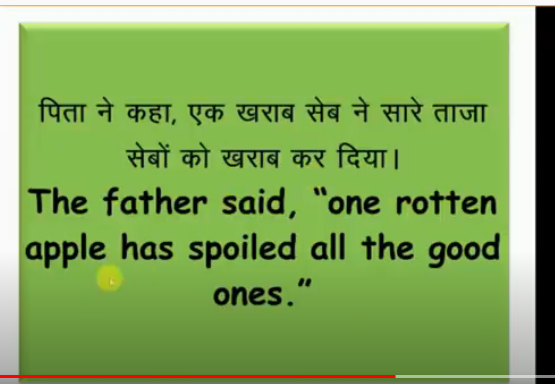 पिता ने कहा, एक खराब सेब ने सारे ताजा
सेबों को खराब कर दिया।
The father said, “one rotten
apple has spoiled all the good
ones.”